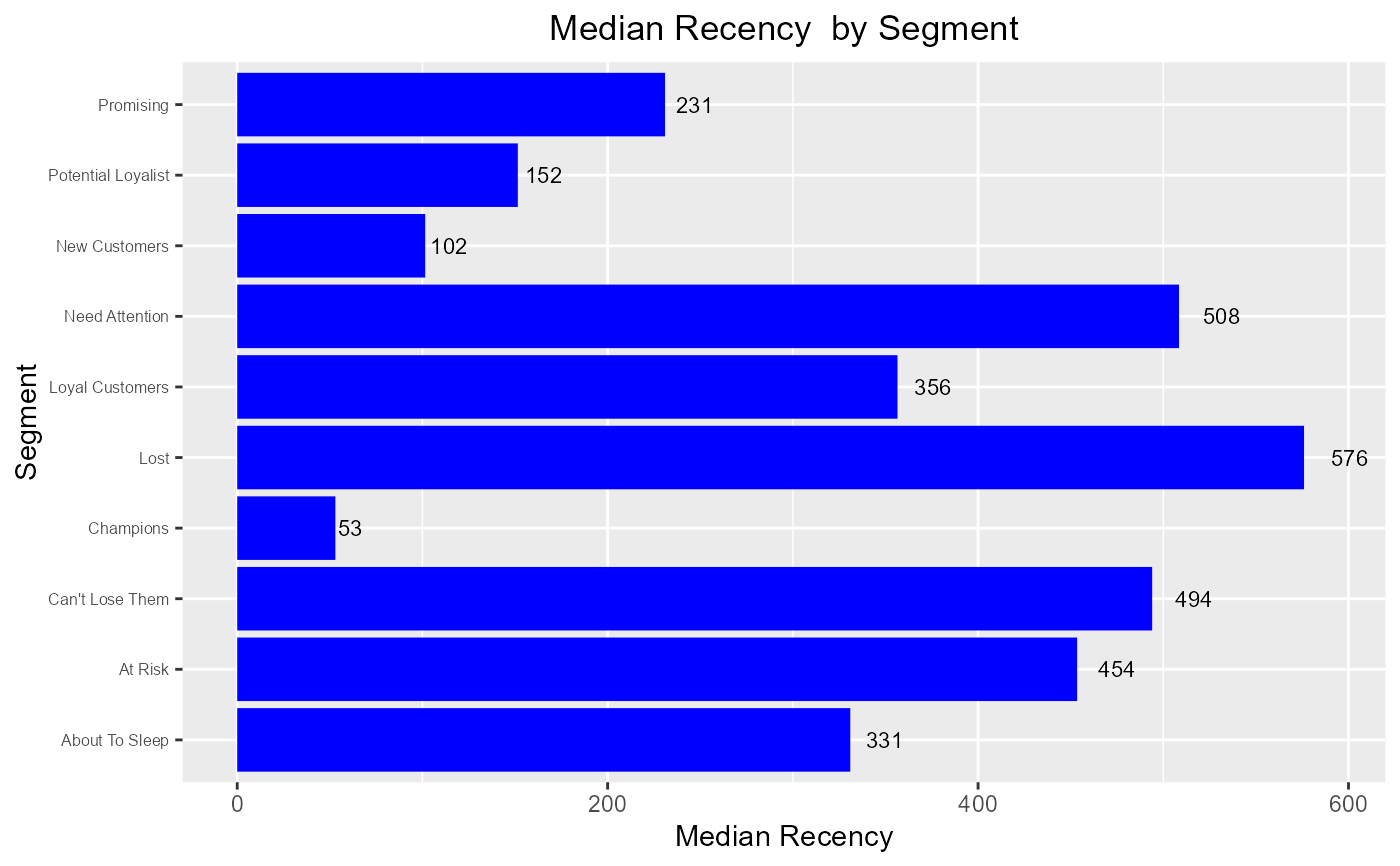 Median Recency  by Segment
Promising
231
Potential Loyalist
152
New Customers
102
Need Attention
508
Loyal Customers
356
Lost
576
Champions
53
Can't Lose Them
494
At Risk
454
About To Sleep
331
Segment
0
200
400
600
Median Recency